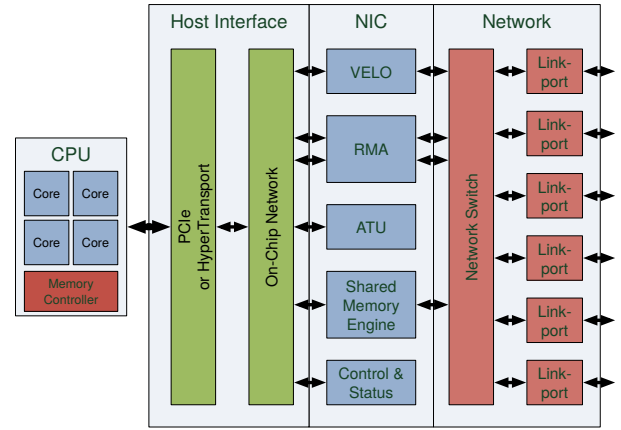 Host Interface
NIC
Network
CPU
Core
Core
Core
Core
Memory
Controller
PCIe
or HyperTransport
On-Chip Network
VELO
RMA
ATU
Shared
Memory
Engine
Control &
Status
Network Switch
Link-
port
Link-
port
Link-
port
Link-
port
Link-
port
Link-
port